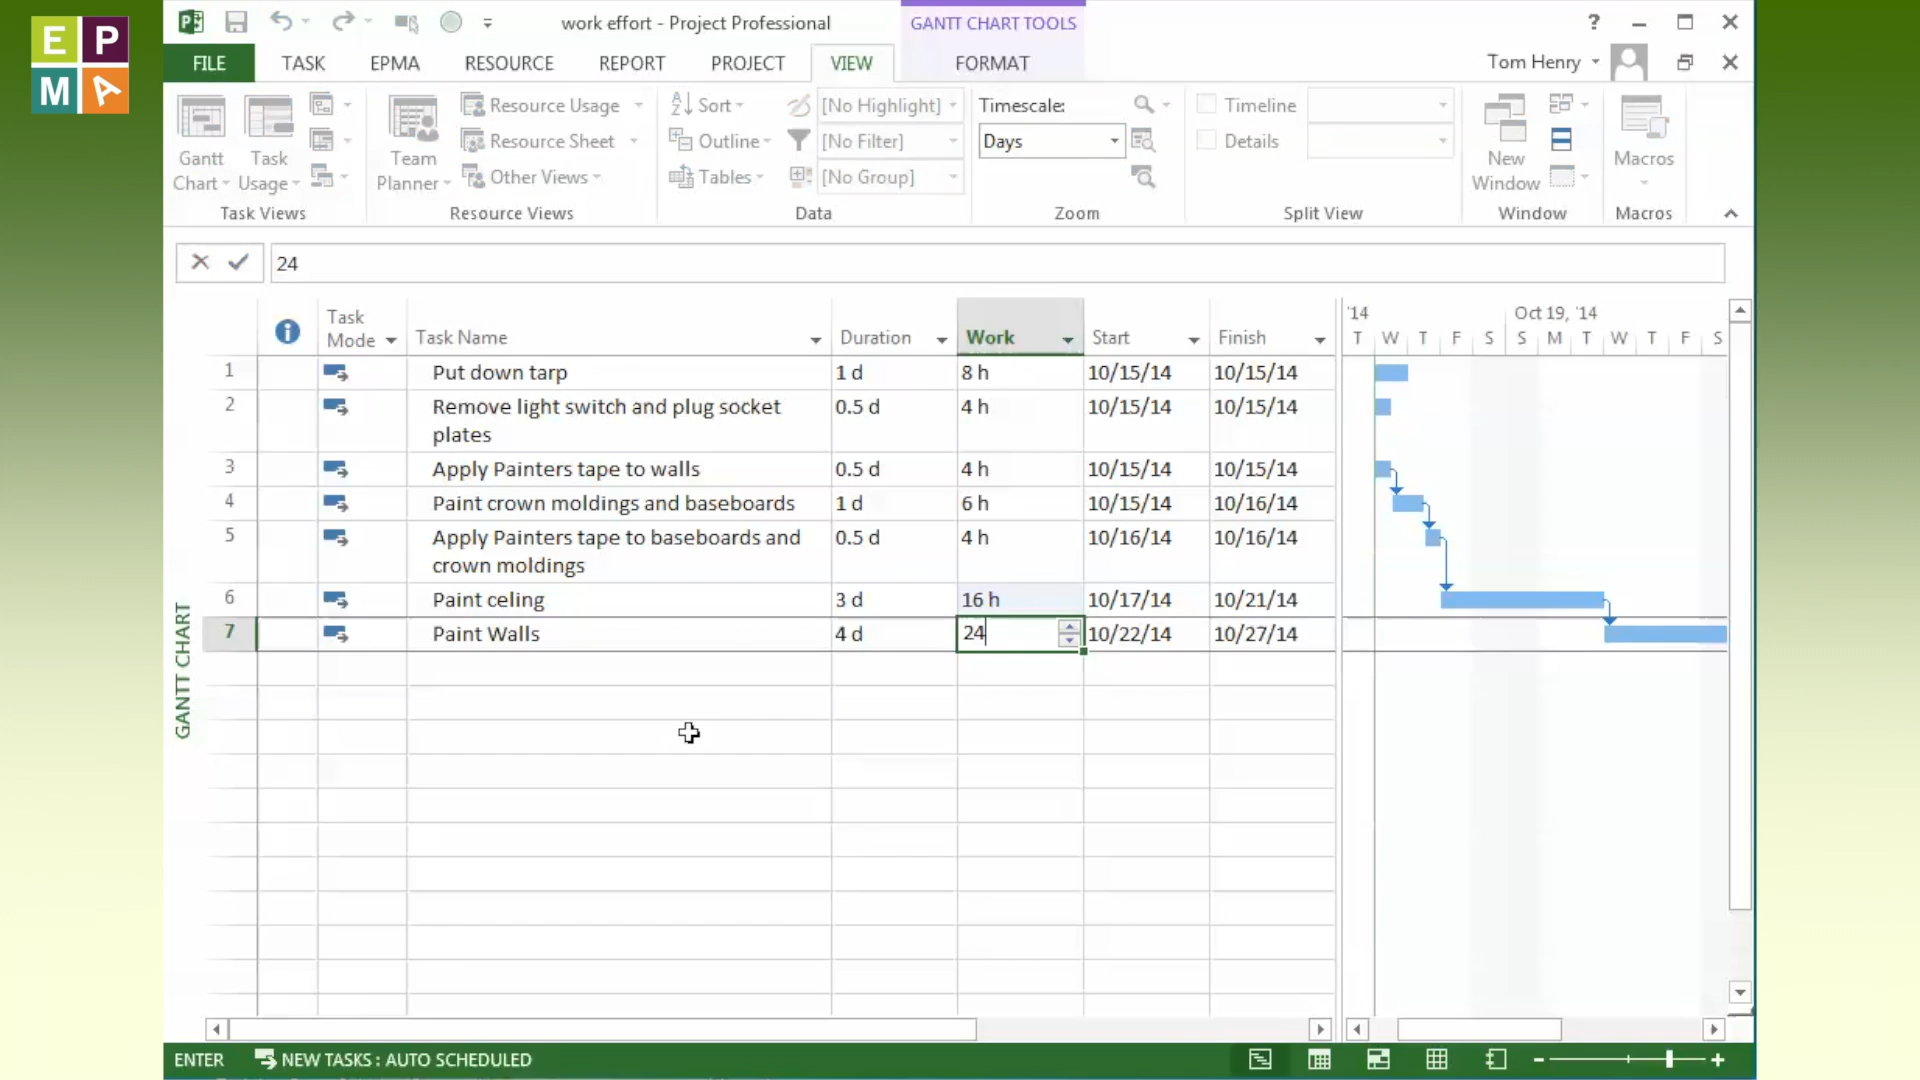 E P
M A
work effort - Project Professional
GANTT CHART TOOLS
?
FILE TASK EPMA RESOURCE REPORT PROJECT VIEW FORMAT Tom Henry
Gantt Chart
Task Usage
Task Views
Team Planner
Resource Usage
Resource Sheet
Other Views
Resource Views
Sort
Outline
Tables
[No Highlight]
[No Filter]
[No Group]
Data
Timescale:
Days
Zoom
Timeline
Details
Split View
New Window
Window
Macros
Macros
24
Task Mode Task Name Duration Work Start Finish
'14 Oct 19, '14
T W T F S S M T W T F S
1 Put down tarp 1 d 8 h 10/15/14 10/15/14
2 Remove light switch and plug socket plates 0.5 d 4 h 10/15/14 10/15/14
3 Apply Painters tape to walls 0.5 d 4 h 10/15/14 10/15/14
4 Paint crown moldings and baseboards 1 d 6 h 10/15/14 10/16/14
5 Apply Painters tape to baseboards and crown moldings 0.5 d 4 h 10/16/14 10/16/14
6 Paint celing 3 d 16 h 10/17/14 10/21/14
7 Paint Walls 4 d 24 10/22/14 10/27/14
GANTT CHART
ENTER NEW TASKS : AUTO SCHEDULED